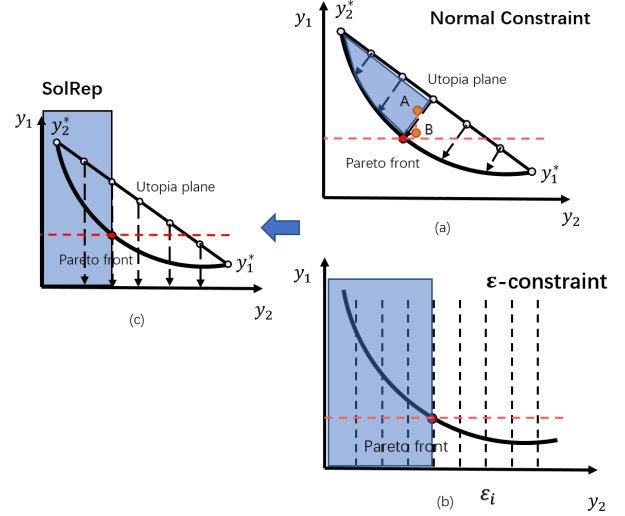 SolRep
y₁
y₂*
Utopia plane
Pareto front
y₁*
y₂
(c)
Normal Constraint
y₁
y₂*
Utopia plane
A
B
Pareto front
y₁*
y₂
(a)
ε-constraint
y₁
Pareto front
εᵢ
y₂
(b)